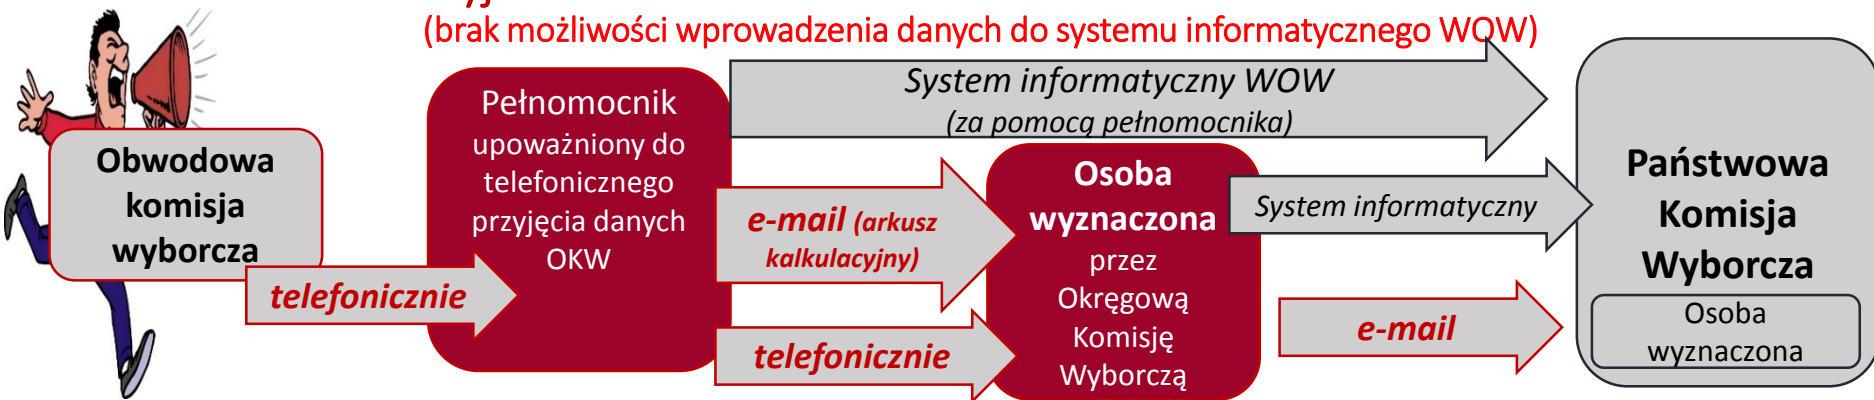 (brak możliwości wprowadzenia danych do systemu informatycznego WOW)
Obwodowa
komisja
wyborcza
telefonicznie
Pełnomocnik
upoważniony do
telefonicznego
przyjęcia danych
OKW
System informatyczny WOW
(za pomocą pełnomocnika)
e-mail (arkusz
kalkulacyjny)
telefonicznie
Osoba
wyznaczona
przez
Okręgową
Komisję
Wyborczą
System informatyczny
e-mail
Państwowa
Komisja
Wyborcza
Osoba
wyznaczona